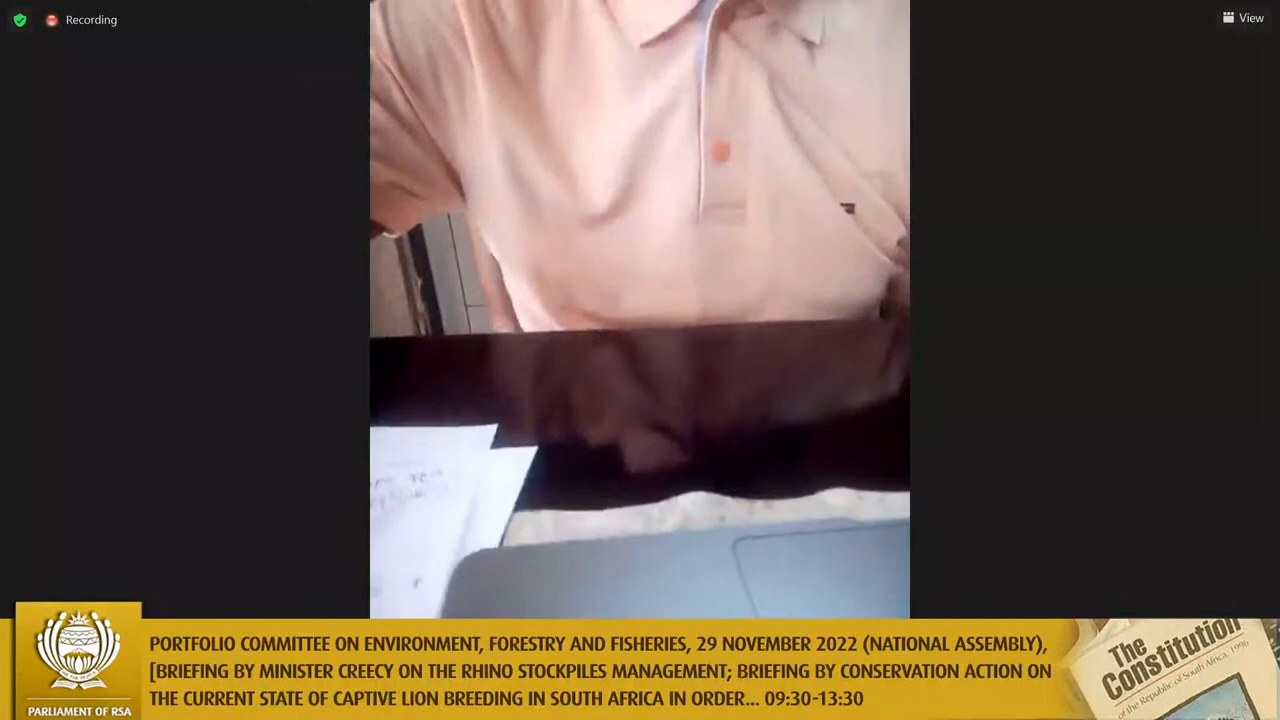 Recording
View
PORTFOLIO COMMITTEE ON ENVIRONMENT, FORESTRY AND FISHERIES, 29 NOVEMBER 2022 (NATIONAL ASSEMBLY),
[BRIEFING BY MINISTER CREECY ON THE RHINO STOCKPILES MANAGEMENT; BRIEFING BY CONSERVATION ACTION ON
THE CURRENT STATE OF CAPTIVE LION BREEDING IN SOUTH AFRICA IN ORDER... 09:30-13:30
PARLIAMENT OF RSA
The
Constitution
of the Republic of South Africa, 1996